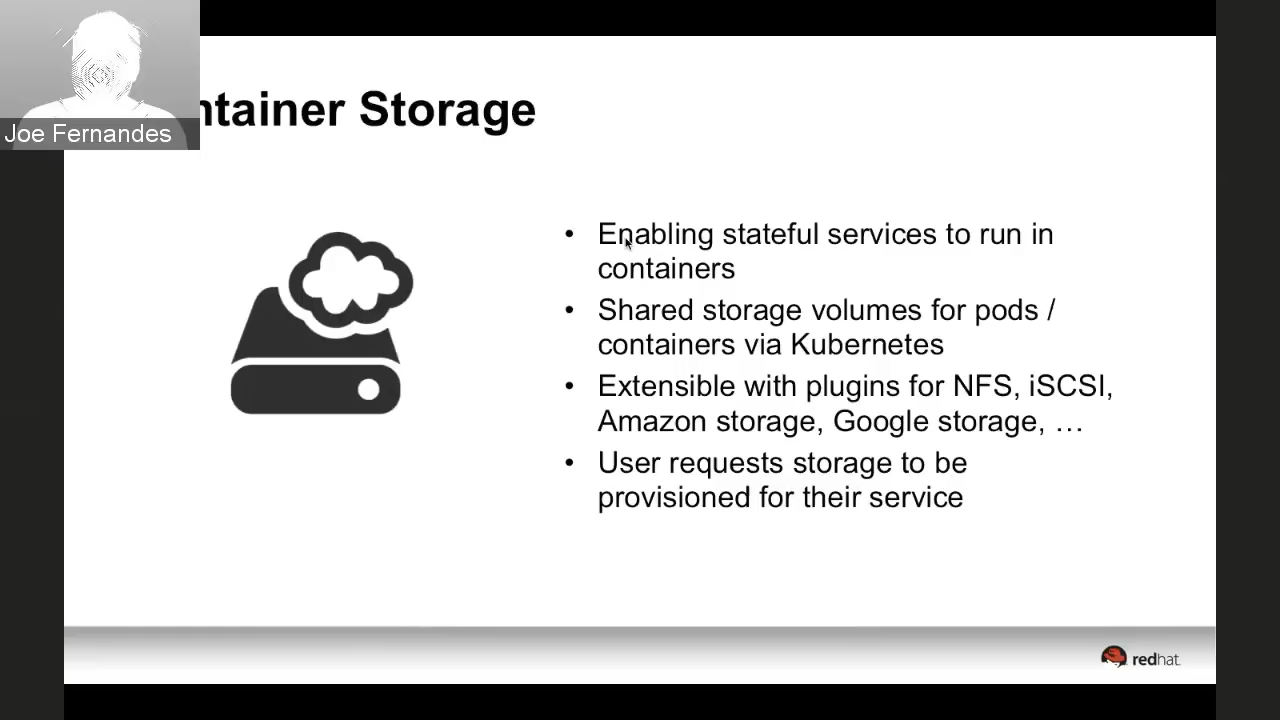 Joe Fernandes
ntainer Storage
• Enabling stateful services to run in
containers
• Shared storage volumes for pods /
containers via Kubernetes
• Extensible with plugins for NFS, iSCSI,
Amazon storage, Google storage, …
• User requests storage to be
provisioned for their service
redhat.